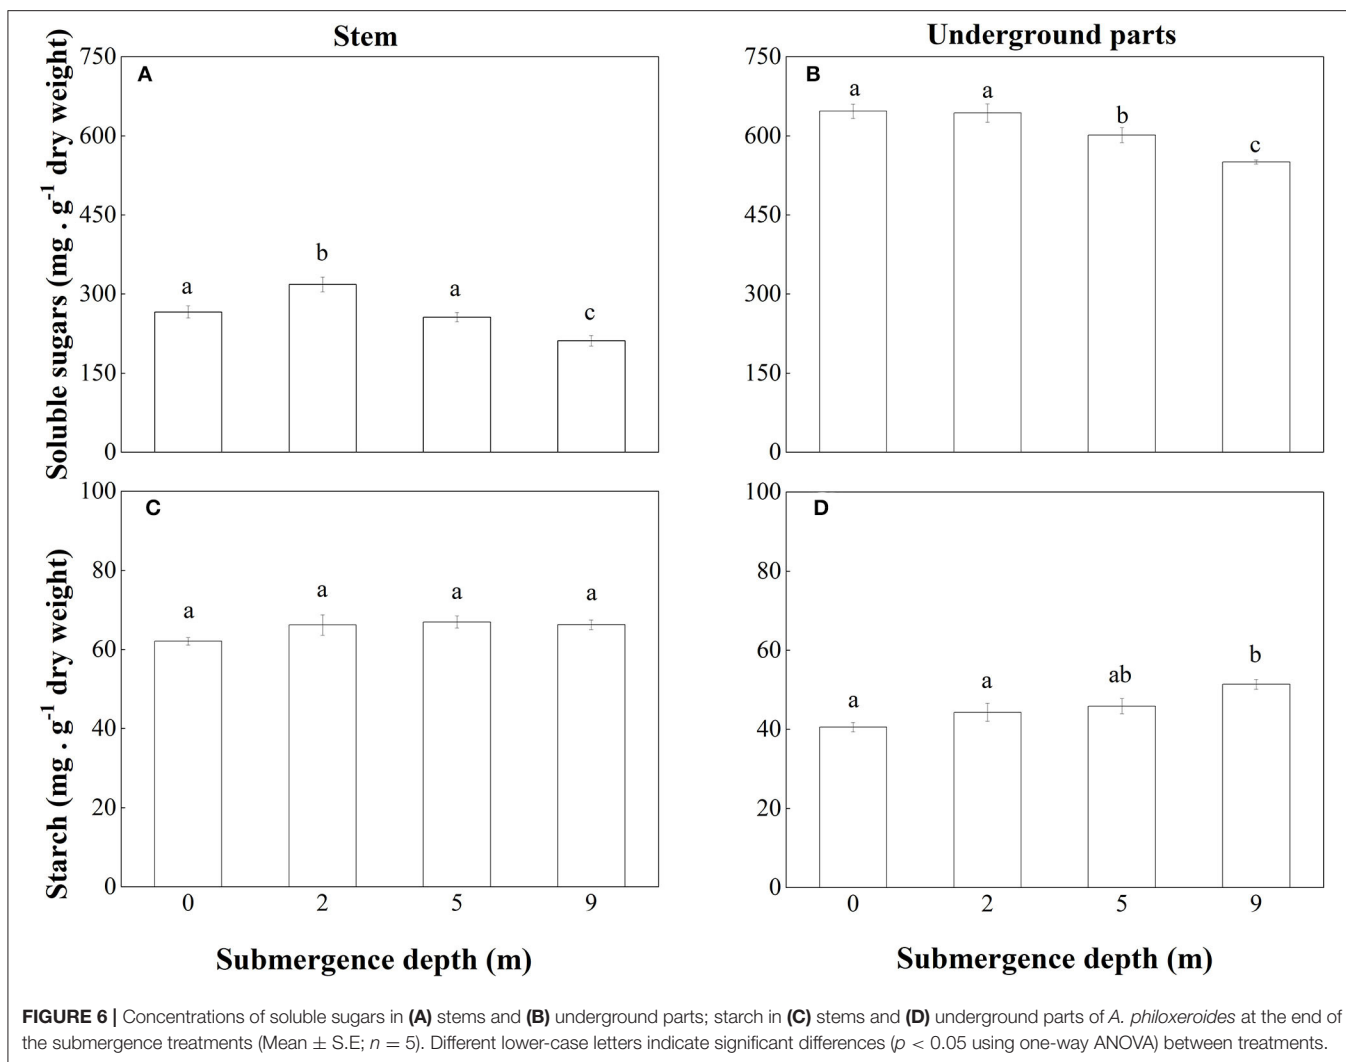 Stem
Underground parts
Soluble sugars (mg . g⁻¹ dry weight)
A
750
600
450
300
150
0
a
b
a
c
B
750
600
450
300
150
0
a
a
b
c
Starch (mg . g⁻¹ dry weight)
C
100
80
60
40
20
0
a
a
a
a
0 2 5 9
Submergence depth (m)
D
100
80
60
40
20
0
a
a
ab
b
0 2 5 9
Submergence depth (m)
FIGURE 6 | Concentrations of soluble sugars in (A) stems and (B) underground parts; starch in (C) stems and (D) underground parts of A. philoxeroides at the end of
the submergence treatments (Mean ± S.E; n = 5). Different lower-case letters indicate significant differences (p < 0.05 using one-way ANOVA) between treatments.